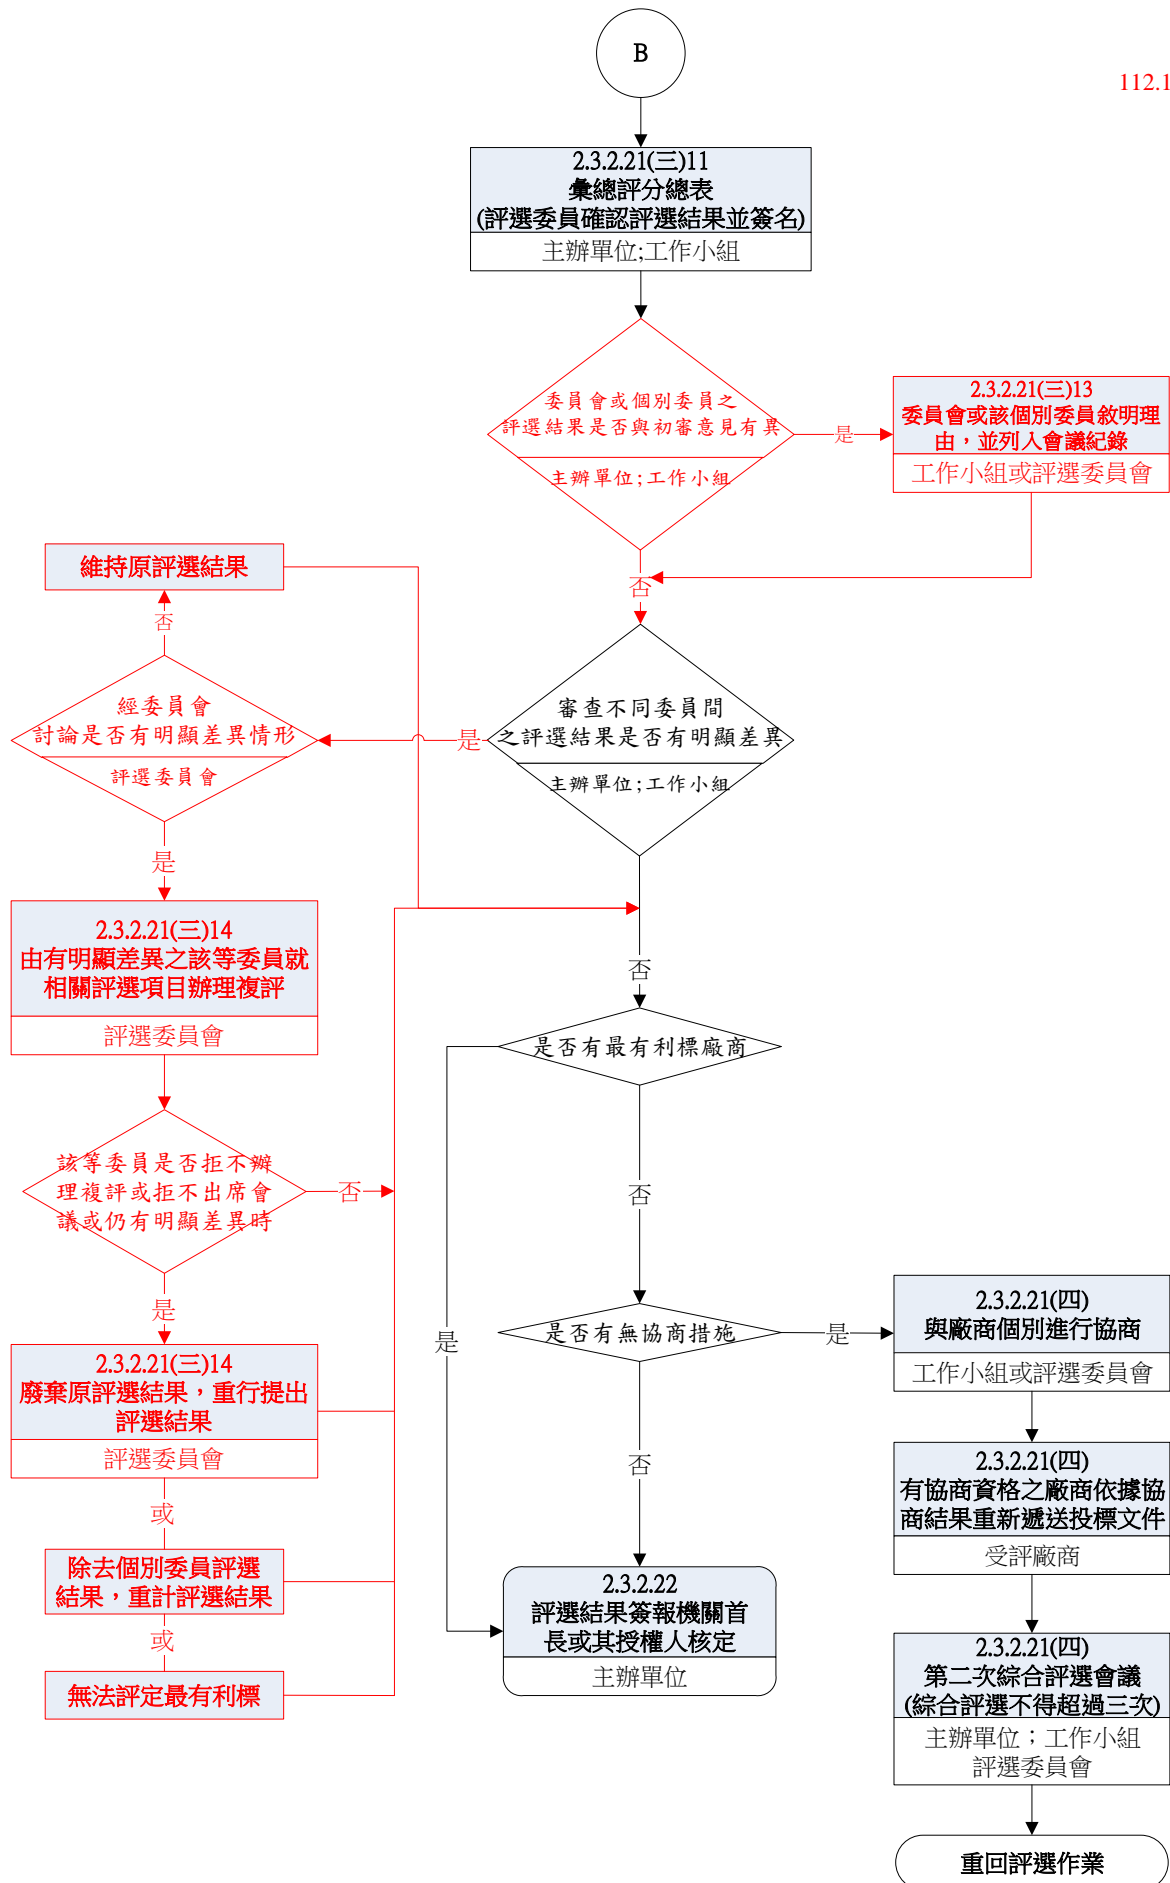 B
112.1
2.3.2.21(三)11
彙總評分總表
(評選委員確認評選結果並簽名)
主辦單位;工作小組
委員會或個別委員之
評選結果是否與初審意見有異
主辦單位;工作小組
是
2.3.2.21(三)13
委員會或該個別委員敘明理
由，並列入會議紀錄
工作小組或評選委員會
否
維持原評選結果
否
經委員會
討論是否有明顯差異情形
評選委員會
是
審查不同委員間
之評選結果是否有明顯差異
主辦單位;工作小組
是
2.3.2.21(三)14
由有明顯差異之該等委員就
相關評選項目辦理複評
評選委員會
否
是否有最有利標廠商
該等委員是否拒不辦
理複評或拒不出席會
議或仍有明顯差異時
否
否
是
是
是否有無協商措施
是
2.3.2.21(四)
與廠商個別進行協商
工作小組或評選委員會
2.3.2.21(三)14
廢棄原評選結果，重行提出
評選結果
評選委員會
否
2.3.2.21(四)
有協商資格之廠商依據協
商結果重新遞送投標文件
受評廠商
或
除去個別委員評選
結果，重計評選結果
或
無法評定最有利標
2.3.2.22
評選結果簽報機關首
長或其授權人核定
主辦單位
2.3.2.21(四)
第二次綜合評選會議
(綜合評選不得超過三次)
主辦單位；工作小組
評選委員會
重回評選作業